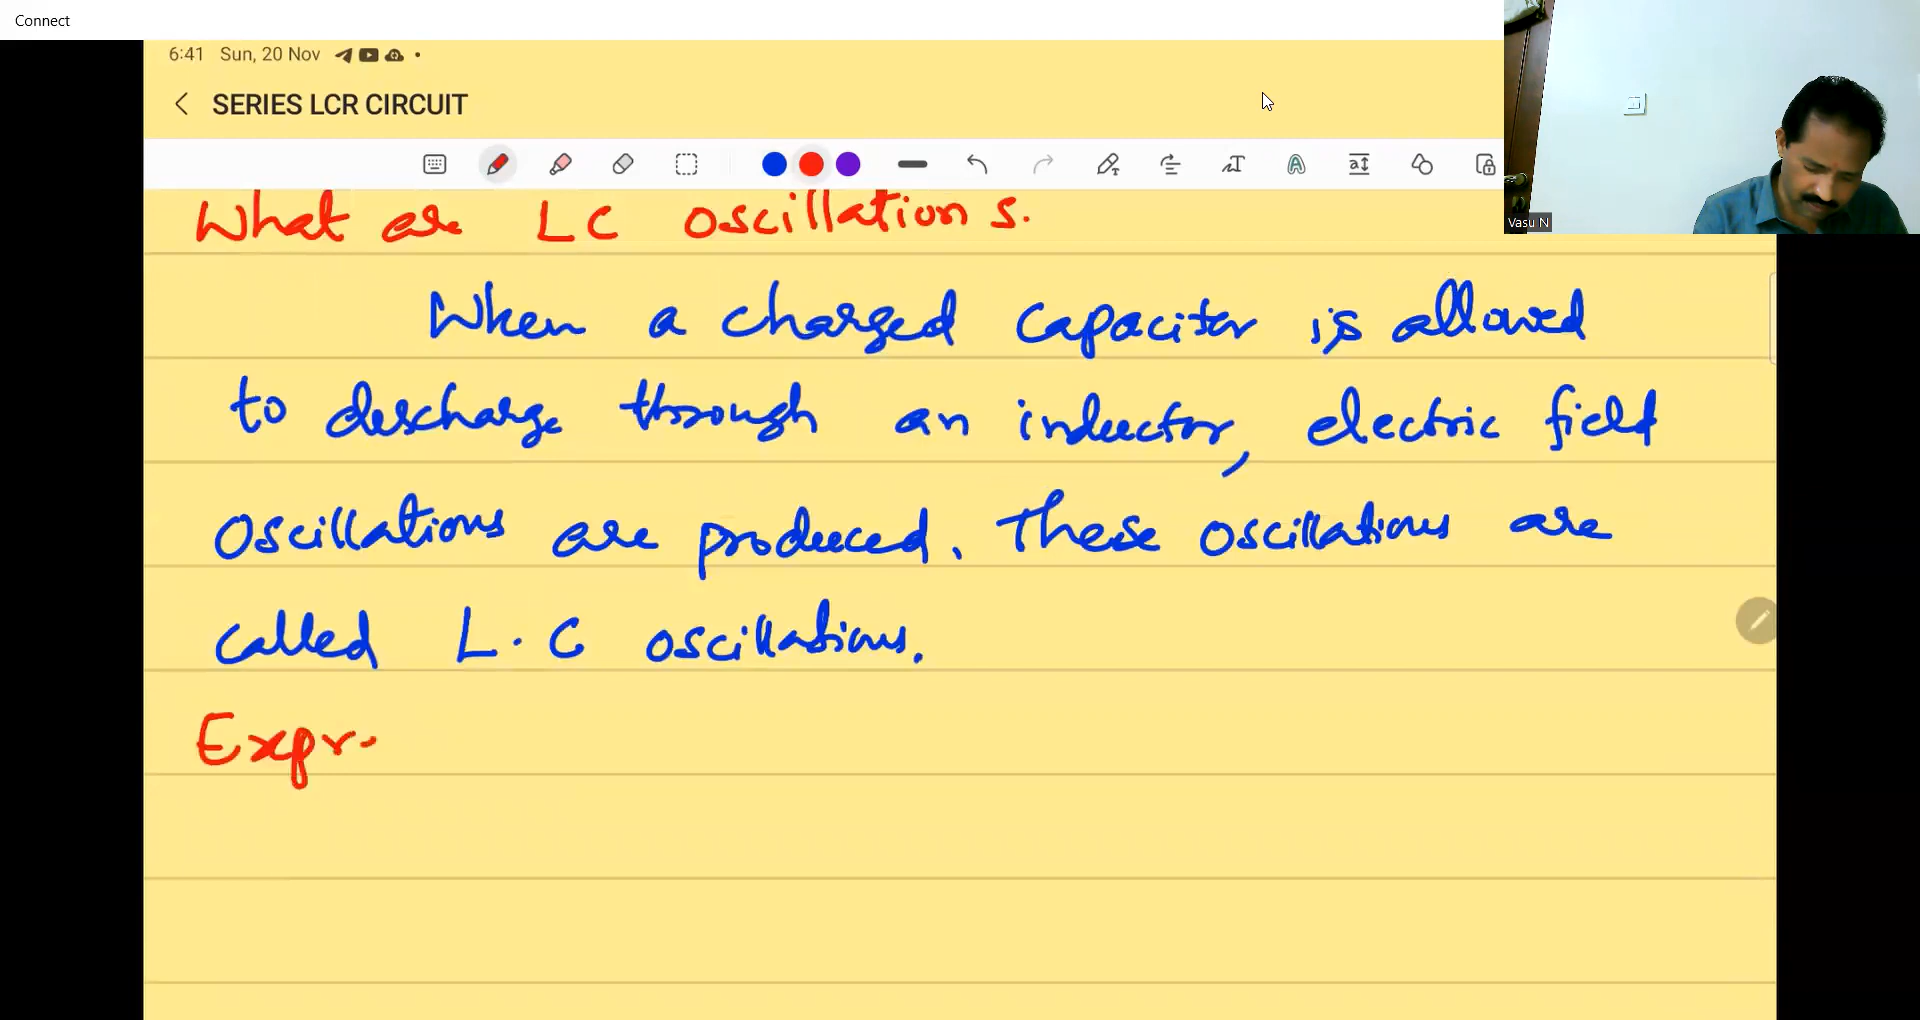 Connect
6:41 Sun, 20 Nov
SERIES LCR CIRCUIT
Vasu N
What are LC oscillations.
When a charged capacitor is allowed
to discharge through an inductor, electric field
oscillations are produced. These oscillations are
called L.C oscillations.
Expr